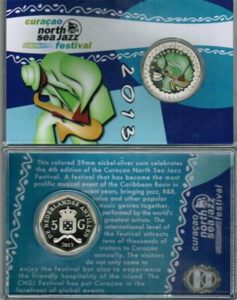 curaçao
north
sea jazz
festival
2013
This colored 39mm nickel-silver coin celebrates
the 4th edition of the Curaçao North Sea Jazz
Festival. A festival that has become the most
prolific musical event of the Caribbean Basin in
recent years, bringing jazz, R&B,
and other popular
music genres together,
performed by the world's
greatest artists. The
international level of
the festival attracts
tens of thousands
of visitors to
Curaçao annually.
The visitors
do not only come to
enjoy the festival but also to experience
the friendly hospitality of the island. The
CNSJ festival has put Curaçao in the
forefront of global events.
DE NEDERLANDSE ANTILLEN
5 G
2013
curaçao
north
sea jazz
festival